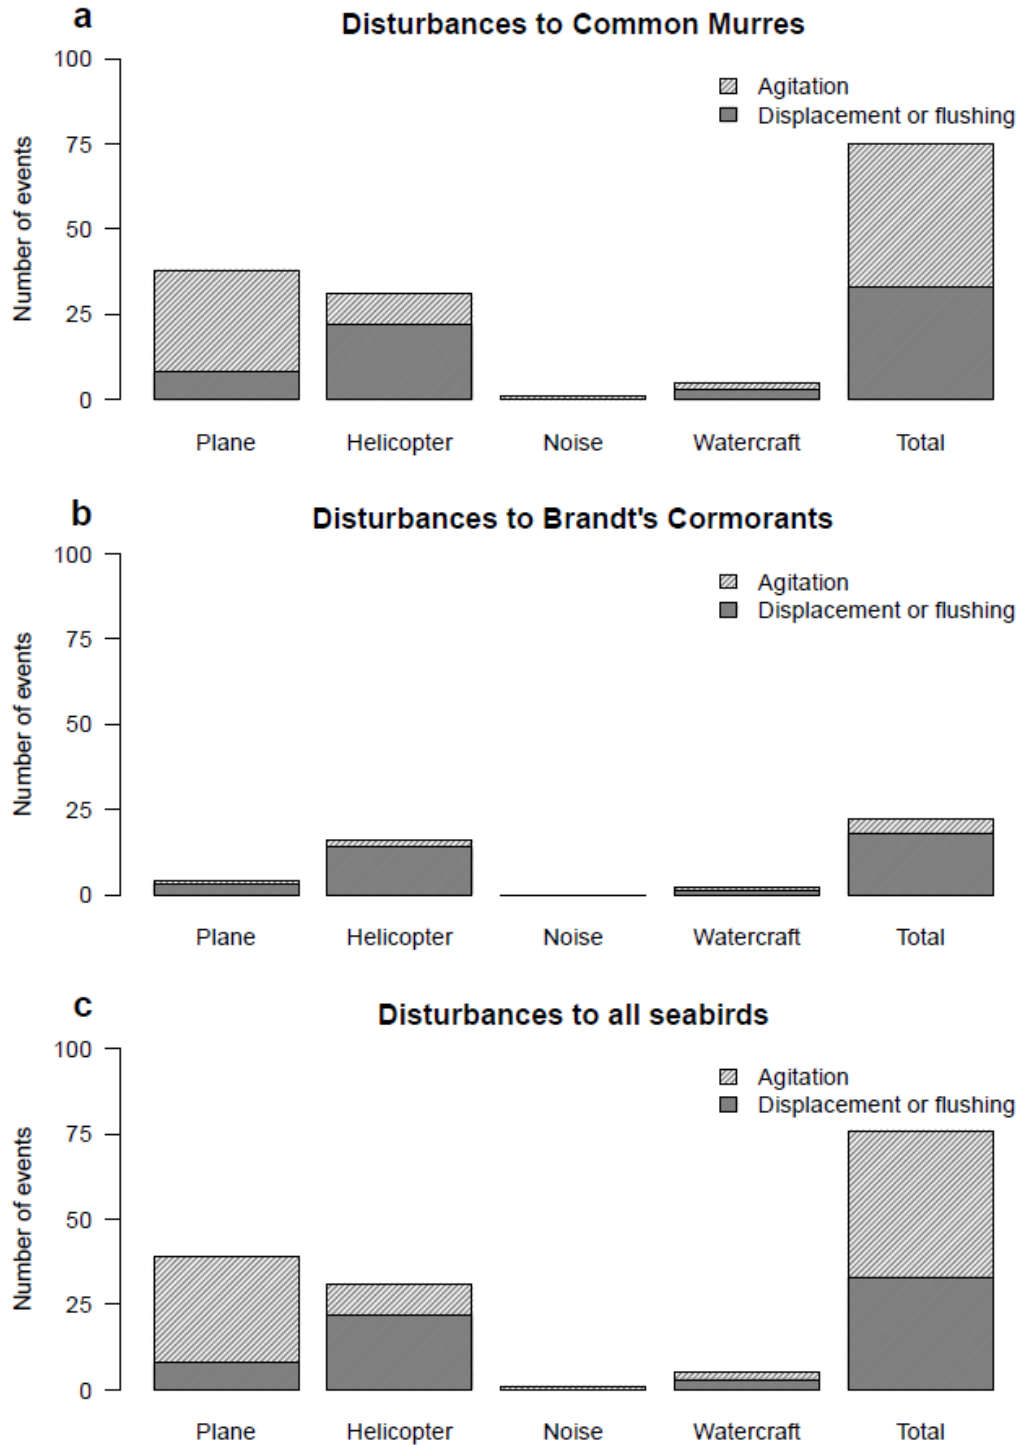 a
Disturbances to Common Murres
100
75
50
25
0
Number of events
Agitation
Displacement or flushing
Plane Helicopter Noise Watercraft Total
b
Disturbances to Brandt's Cormorants
100
75
50
25
0
Number of events
Agitation
Displacement or flushing
Plane Helicopter Noise Watercraft Total
c
Disturbances to all seabirds
100
75
50
25
0
Number of events
Agitation
Displacement or flushing
Plane Helicopter Noise Watercraft Total